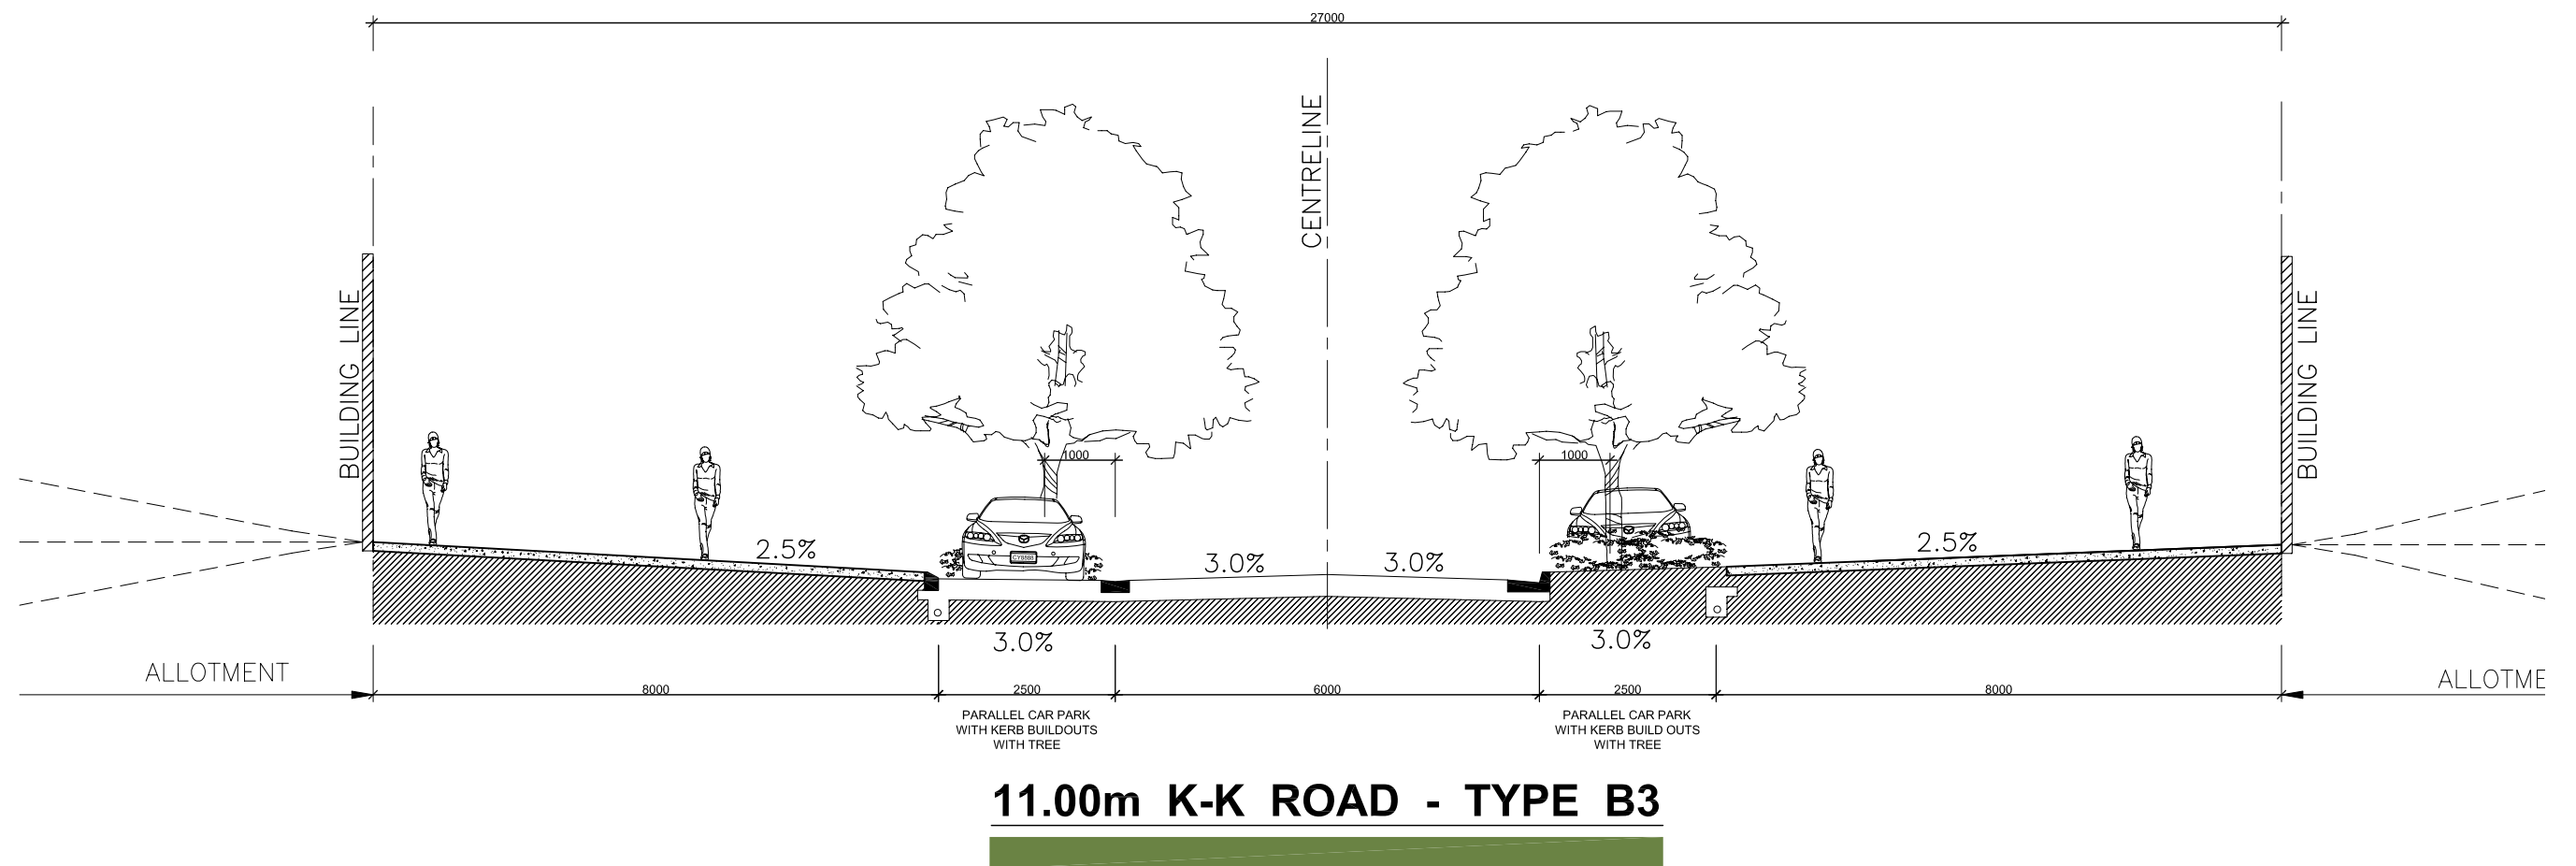 27000
CENTRELINE
BUILDING LINE
BUILDING LINE
1000
1000
2.5%
3.0%
3.0%
2.5%
CY8888
3.0%
3.0%
ALLOTMENT
8000
2500
6000
2500
8000
ALLOTME
PARALLEL CAR PARK
WITH KERB BUILDOUTS
WITH TREE
PARALLEL CAR PARK
WITH KERB BUILD OUTS
WITH TREE
11.00m K-K ROAD - TYPE B3